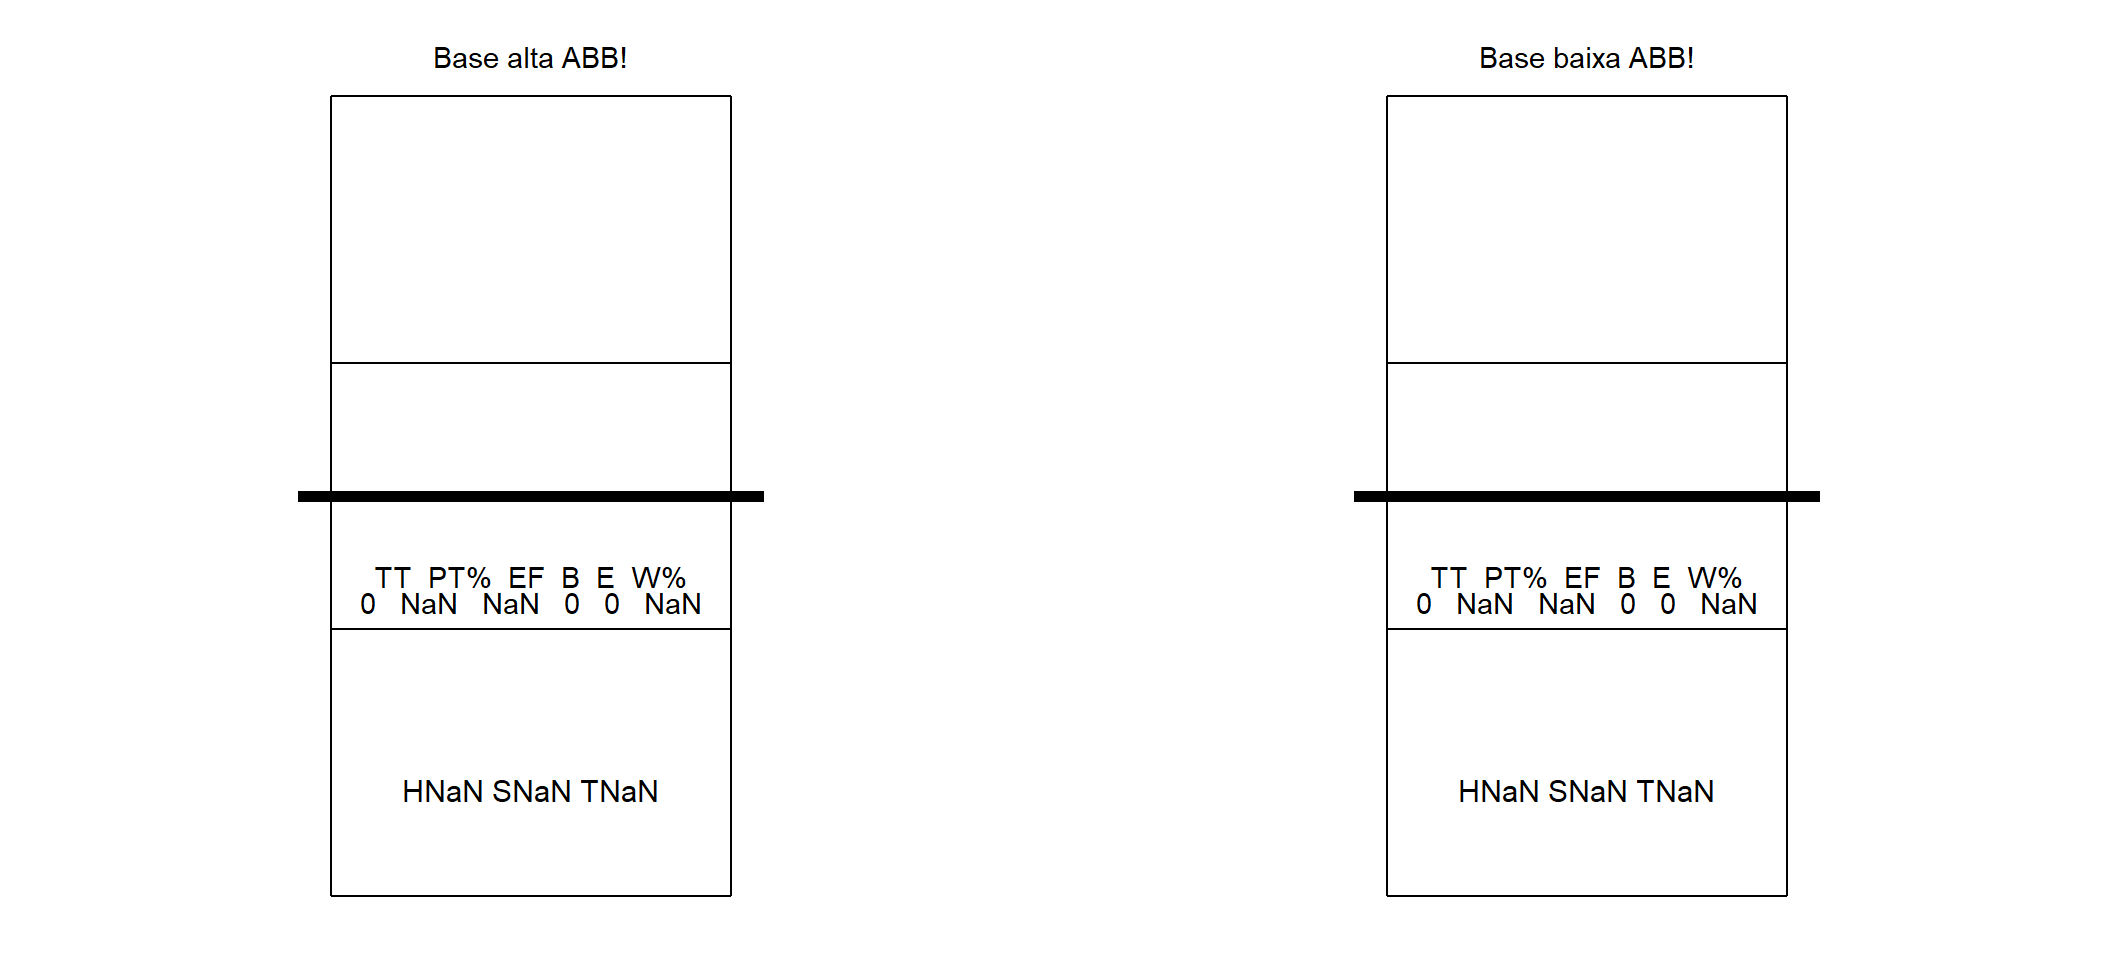 Base alta ABB!
TT PT% EF B E W%
0 NaN NaN 0 0 NaN
HNaN SNaN TNaN
Base baixa ABB!
TT PT% EF B E W%
0 NaN NaN 0 0 NaN
HNaN SNaN TNaN